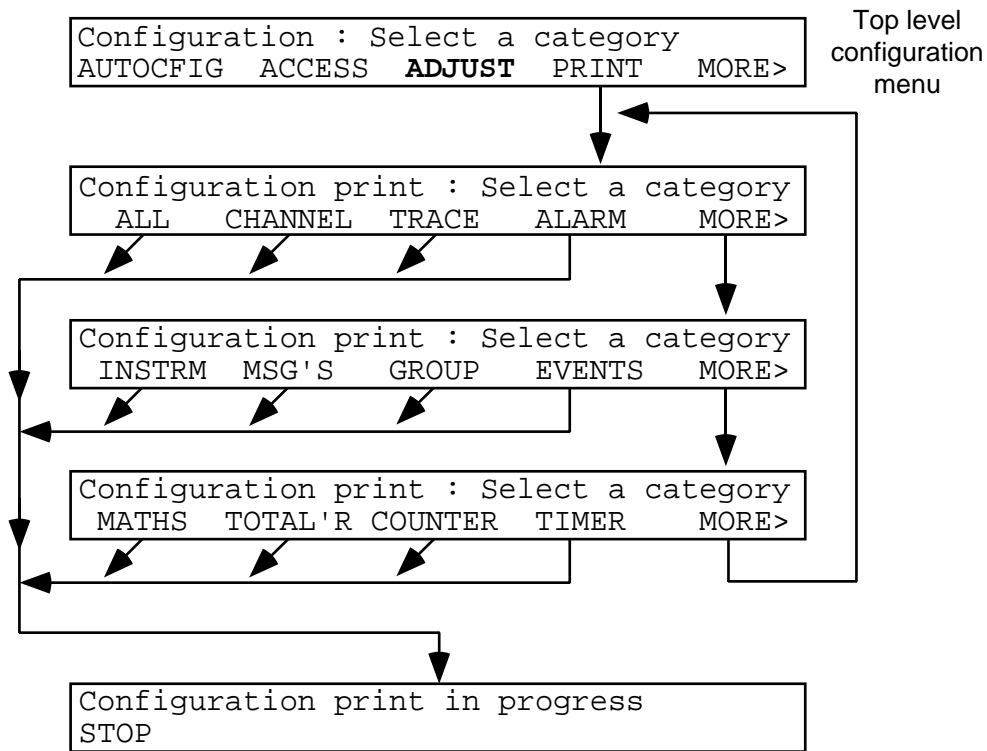 Configuration : Select a category
AUTOCFIG ACCESS ADJUST PRINT MORE>
Top level
configuration
menu
Configuration print : Select a category
ALL CHANNEL TRACE ALARM MORE>
Configuration print : Select a category
INSTRM MSG'S GROUP EVENTS MORE>
Configuration print : Select a category
MATHS TOTAL'R COUNTER TIMER MORE>
Configuration print in progress
STOP